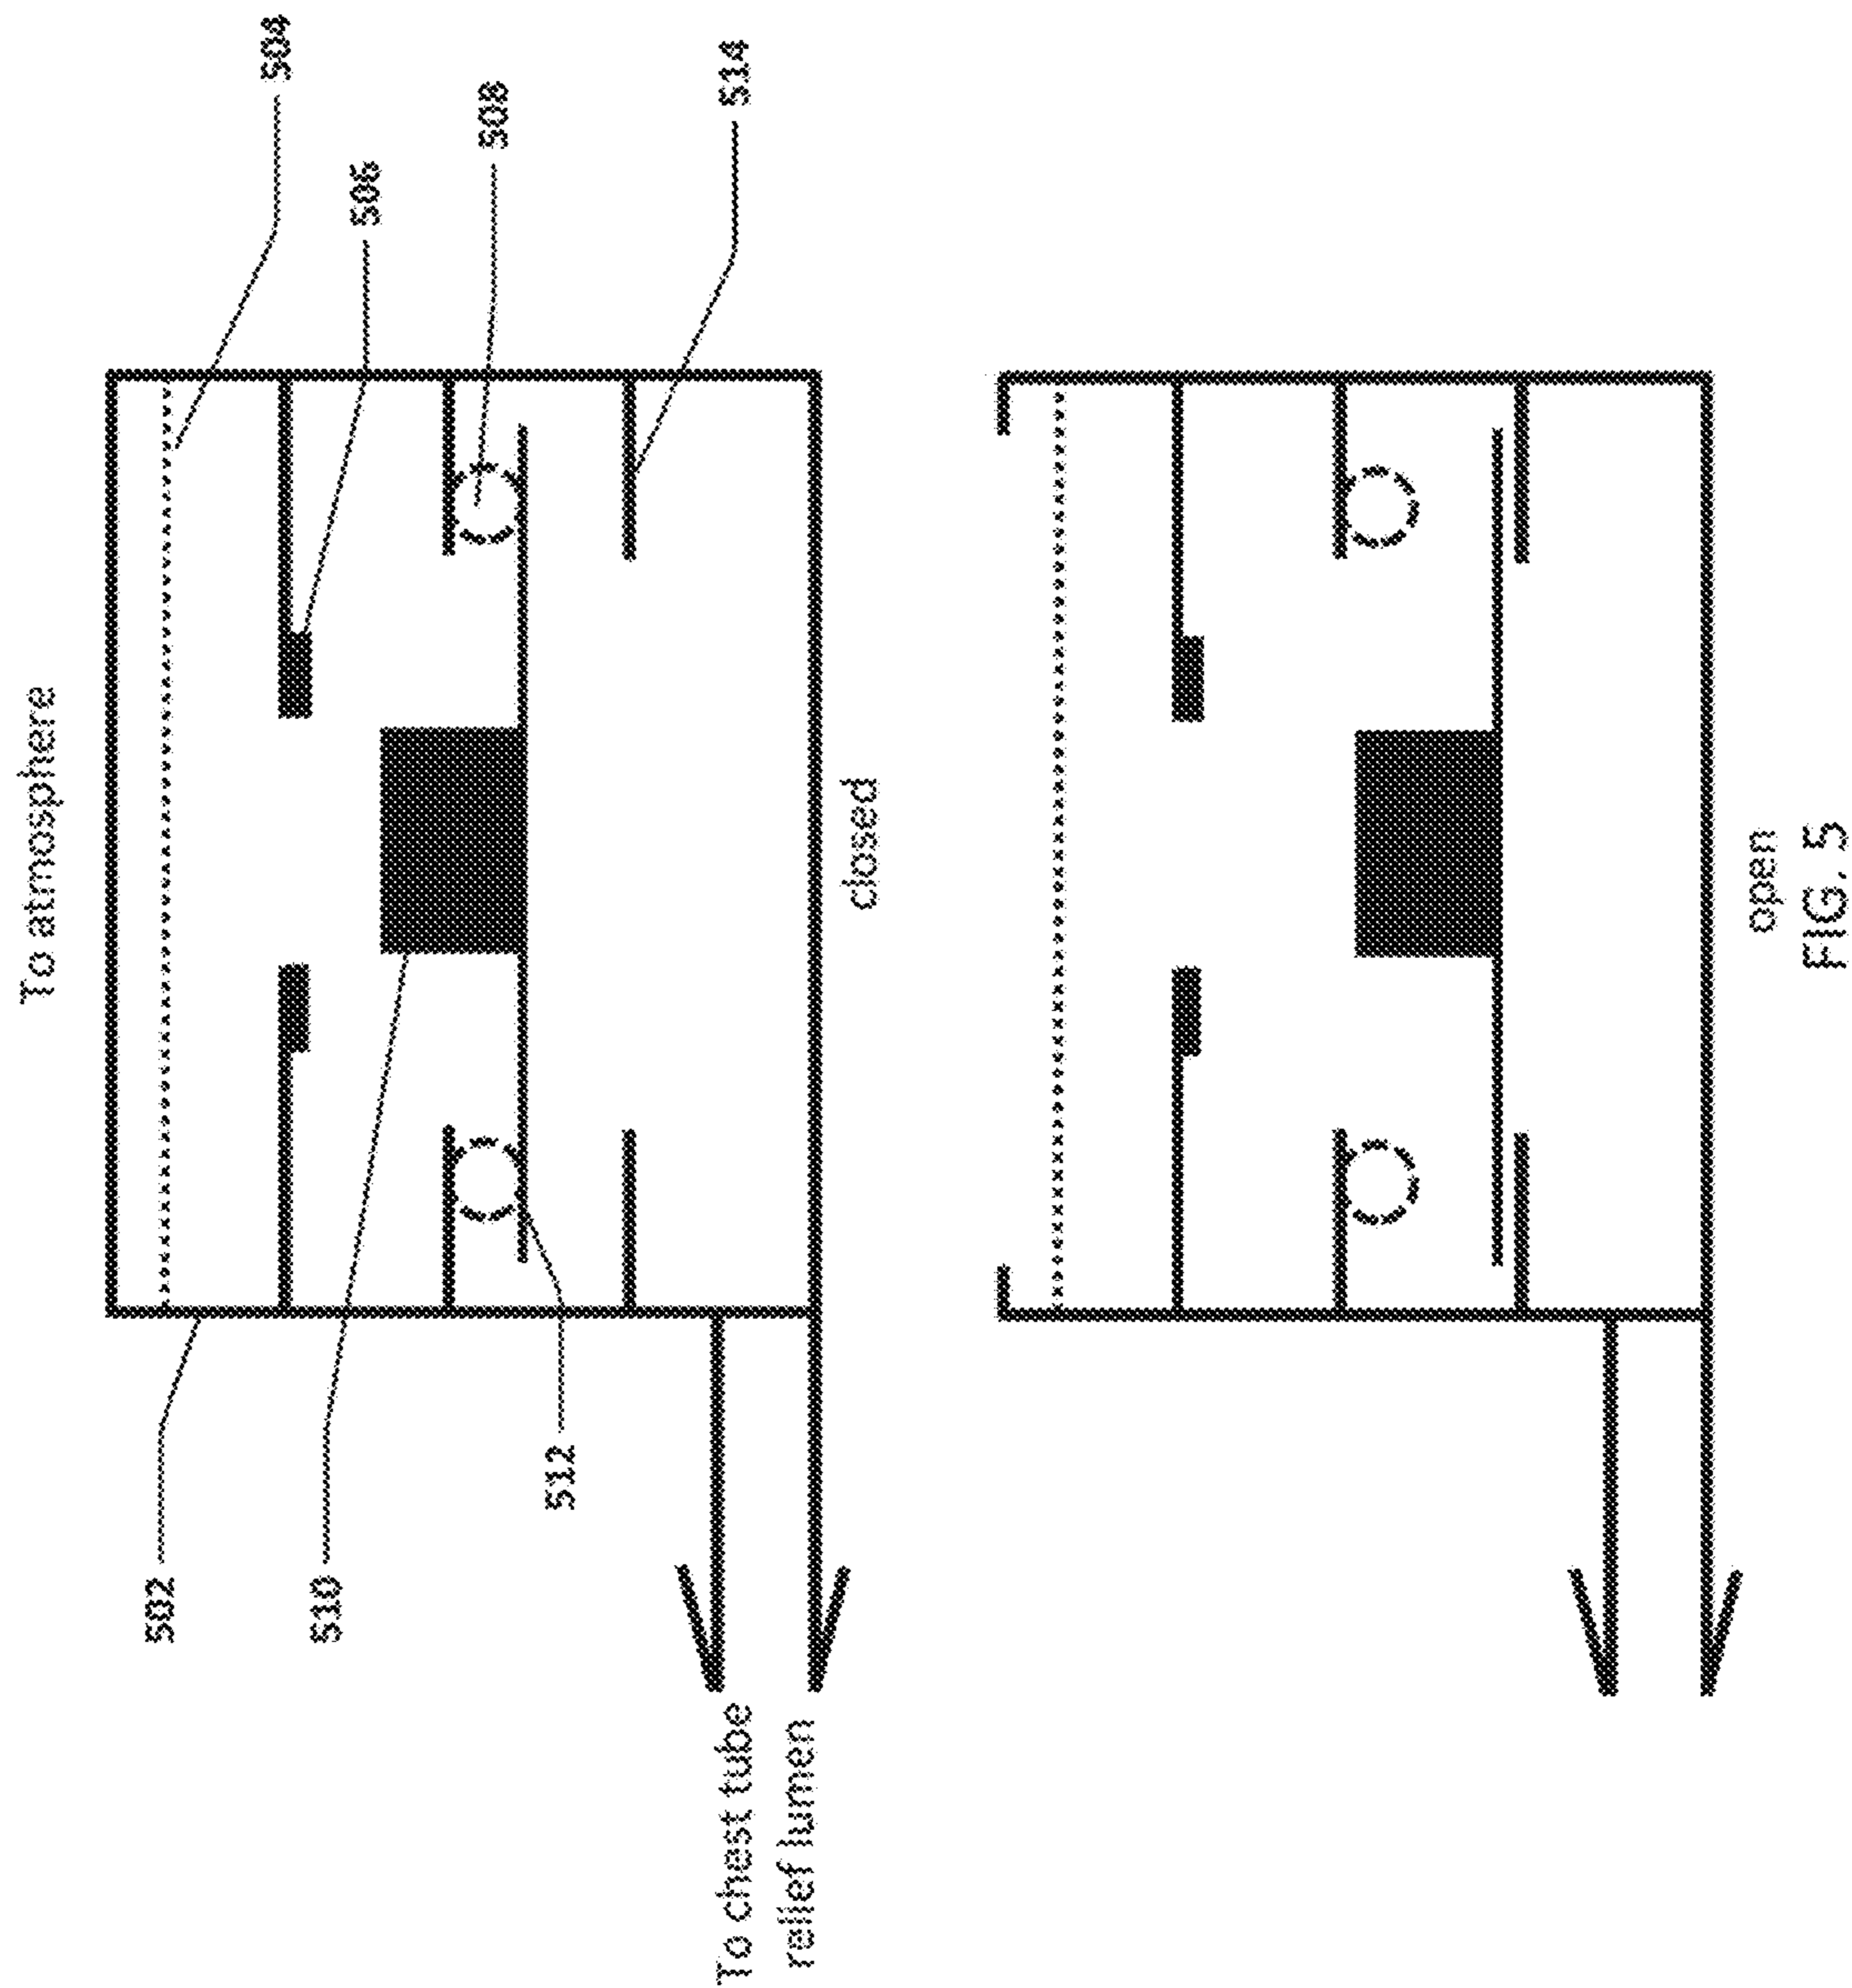 To atmosphere
504
506
508
514
502
510
512
To chest tube
relief lumen
closed
open
FIG. 5